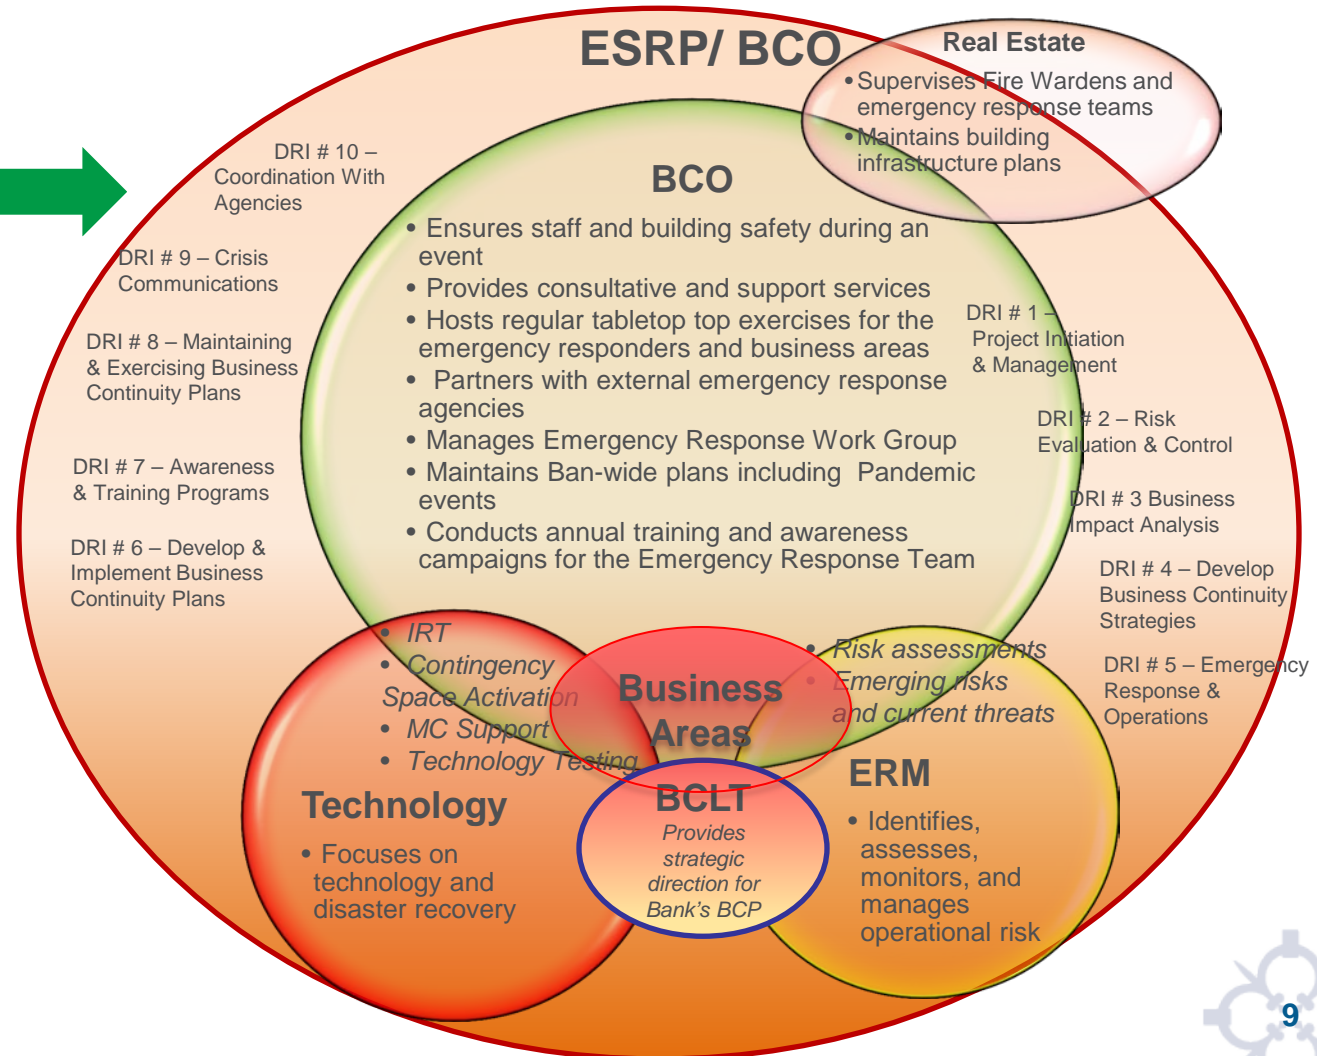 ESRP/ BCO
Real Estate
• Supervises Fire Wardens and
emergency response teams
• Maintains building
infrastructure plans
DRI # 10 –
Coordination With
Agencies
DRI # 9 – Crisis
Communications
DRI # 8 – Maintaining
& Exercising Business
Continuity Plans
DRI # 7 – Awareness
& Training Programs
DRI # 6 – Develop &
Implement Business
Continuity Plans
BCO
• Ensures staff and building safety during an
event
• Provides consultative and support services
• Hosts regular tabletop top exercises for the
emergency responders and business areas
• Partners with external emergency response
agencies
• Manages Emergency Response Work Group
• Maintains Ban-wide plans including Pandemic
events
• Conducts annual training and awareness
campaigns for the Emergency Response Team
DRI # 1 –
Project Initiation
& Management
DRI # 2 – Risk
Evaluation & Control
DRI # 3 Business
Impact Analysis
DRI # 4 – Develop
Business Continuity
Strategies
DRI # 5 – Emergency
Response &
Operations
• IRT
• Contingency
Space Activation
• MC Support
• Technology Testing
Technology
• Focuses on
technology and
disaster recovery
Business
Areas
BCLT
Provides
strategic
direction for
Bank's BCP
• Risk assessments
• Emerging risks
and current threats
ERM
• Identifies,
assesses,
monitors, and
manages
operational risk
9